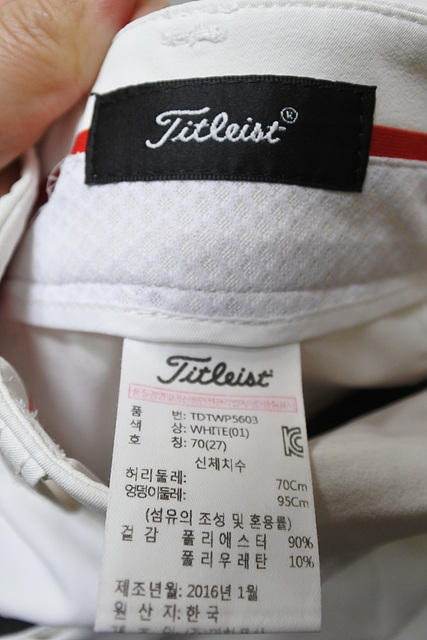 Titleist®
Titleist
품 번: TDTWP5603
색 상: WHITE(01)
호 칭: 70(27)
신체치수
허리둘레: 70Cm
엉덩이둘레: 95Cm
(섬유의 조성 및 혼용률)
겉 감 폴리에스터 90%
폴리우레탄 10%
제조년월: 2016년 1월
원 산 지: 한국